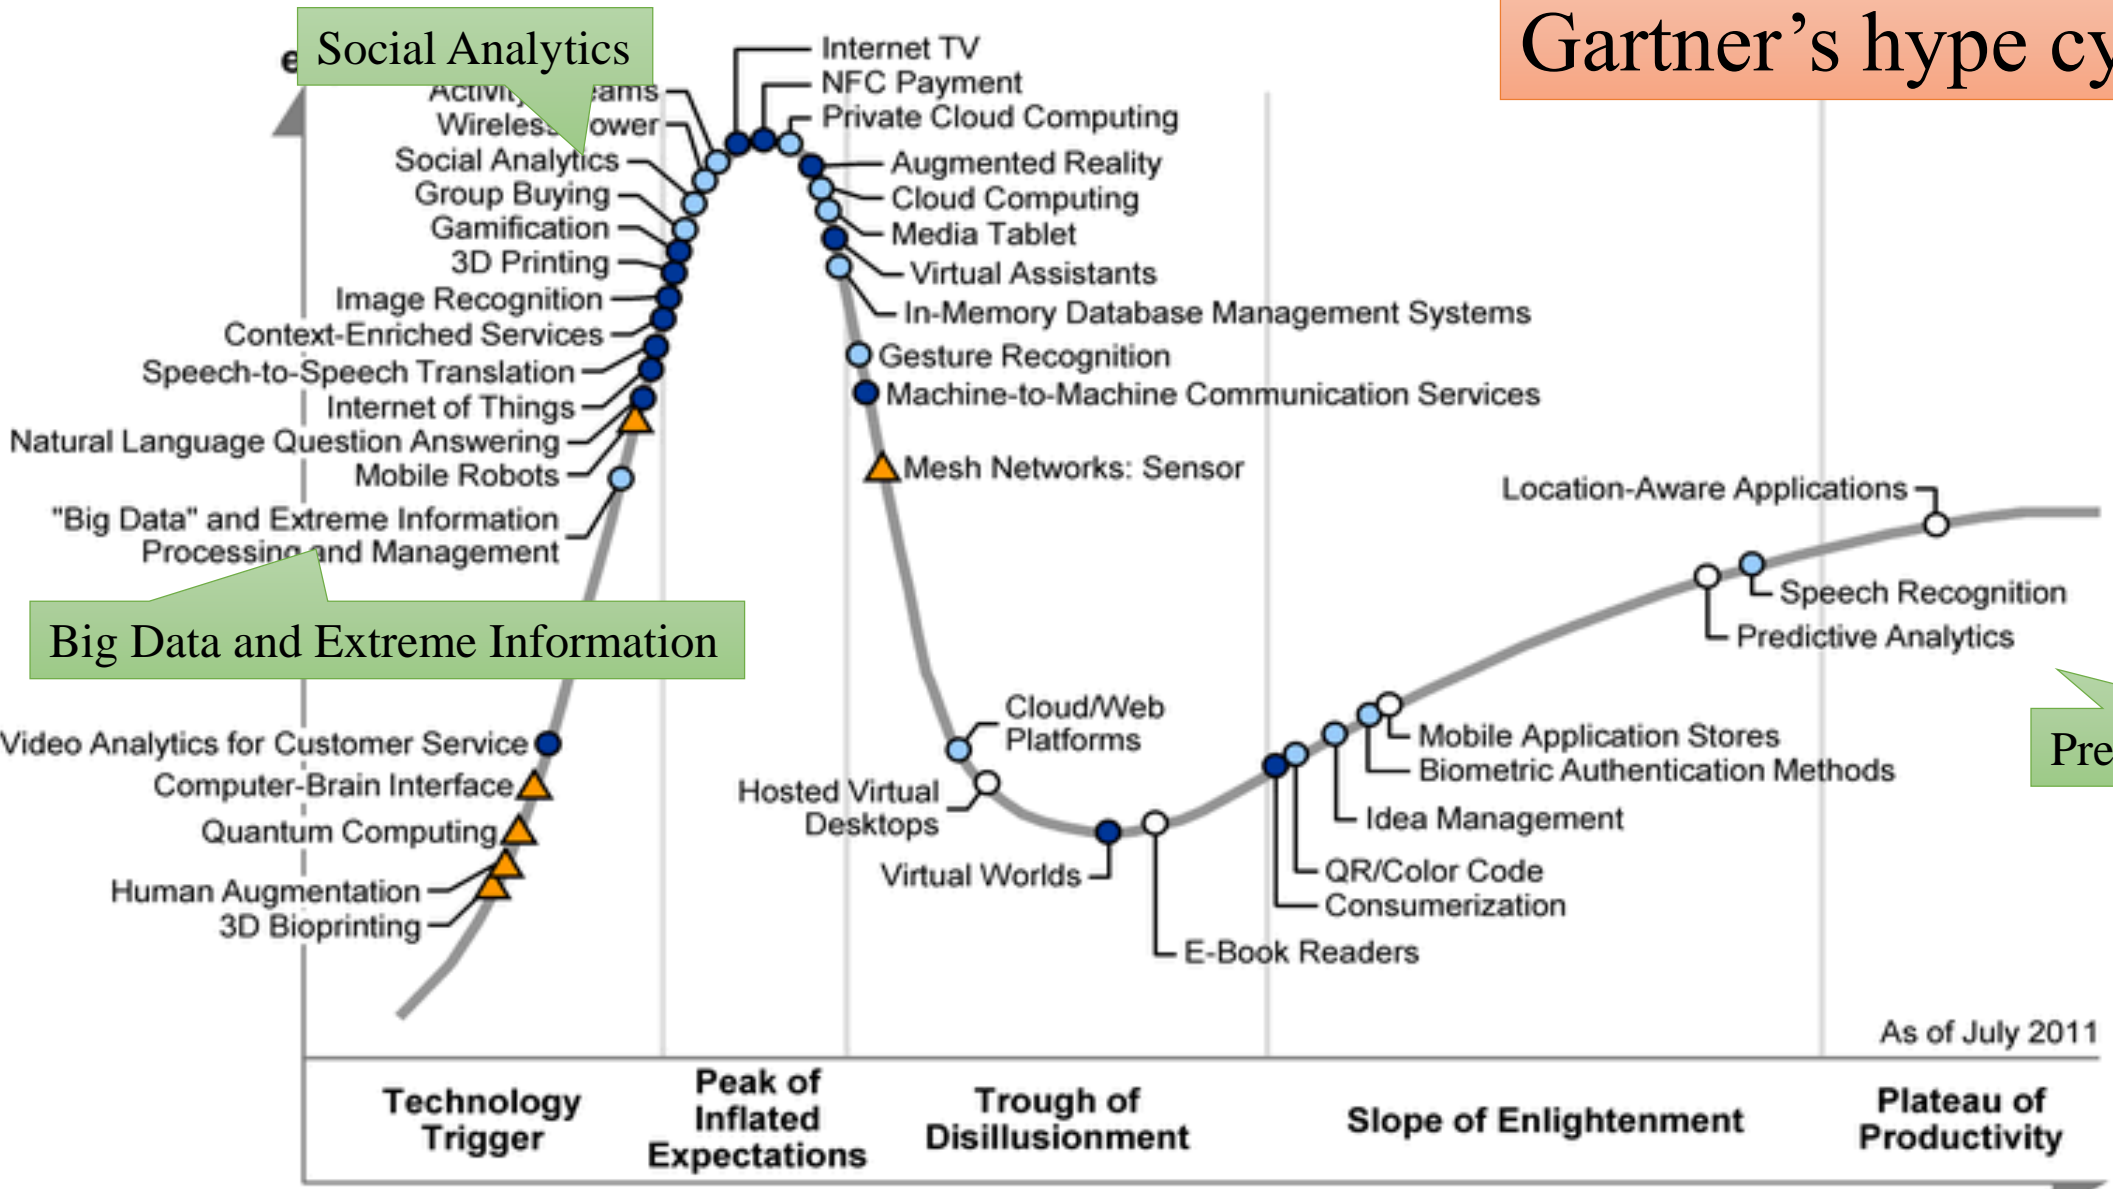 Gartner’s hype
Social Analytics
Internet TV
NFC Payment
Private Cloud Computing
Augmented Reality
Cloud Computing
Media Tablet
Virtual Assistants
In-Memory Database Management Systems
Gesture Recognition
Machine-to-Machine Communication Services
Mesh Networks: Sensor
Social Analytics
Group Buying
Gamification
3D Printing
Image Recognition
Context-Enriched Services
Speech-to-Speech Translation
Internet of Things
Natural Language Question Answering
Mobile Robots
"Big Data" and Extreme Information
Processing and Management
Big Data and Extreme Information
Video Analytics for Customer Service
Computer-Brain Interface
Quantum Computing
Human Augmentation
3D Bioprinting
Cloud/Web
Platforms
Hosted Virtual
Desktops
Virtual Worlds
E-Book Readers
Consumerization
QR/Color Code
Idea Management
Biometric Authentication Methods
Mobile Application Stores
Predictive Analytics
Speech Recognition
Location-Aware Applications
As of July 2011
Technology
Trigger
Peak of
Inflated
Expectations
Trough of
Disillusionment
Slope of Enlightenment
Plateau of
Productivity